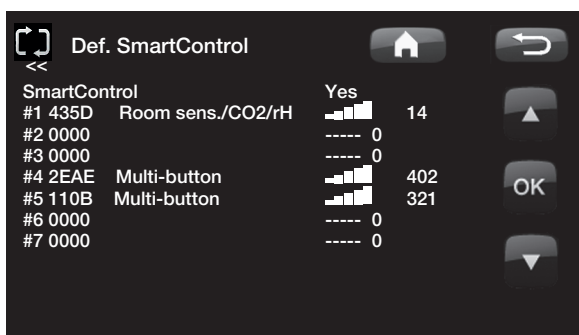 Def. SmartControl
<<
SmartControl Yes
#1 435D Room sens./CO2/rH 14
#2 0000 ----- 0
#3 0000 ----- 0
#4 2EAE Multi-button 402
#5 110B Multi-button 321
#6 0000 ----- 0
#7 0000 ----- 0
OK